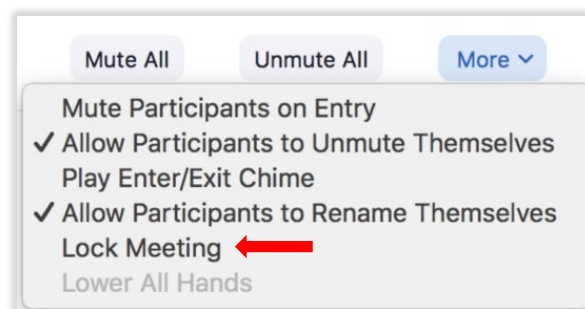 Mute All Unmute All More
Mute Participants on Entry
✓ Allow Participants to Unmute Themselves
Play Enter/Exit Chime
✓ Allow Participants to Rename Themselves
Lock Meeting
Lower All Hands